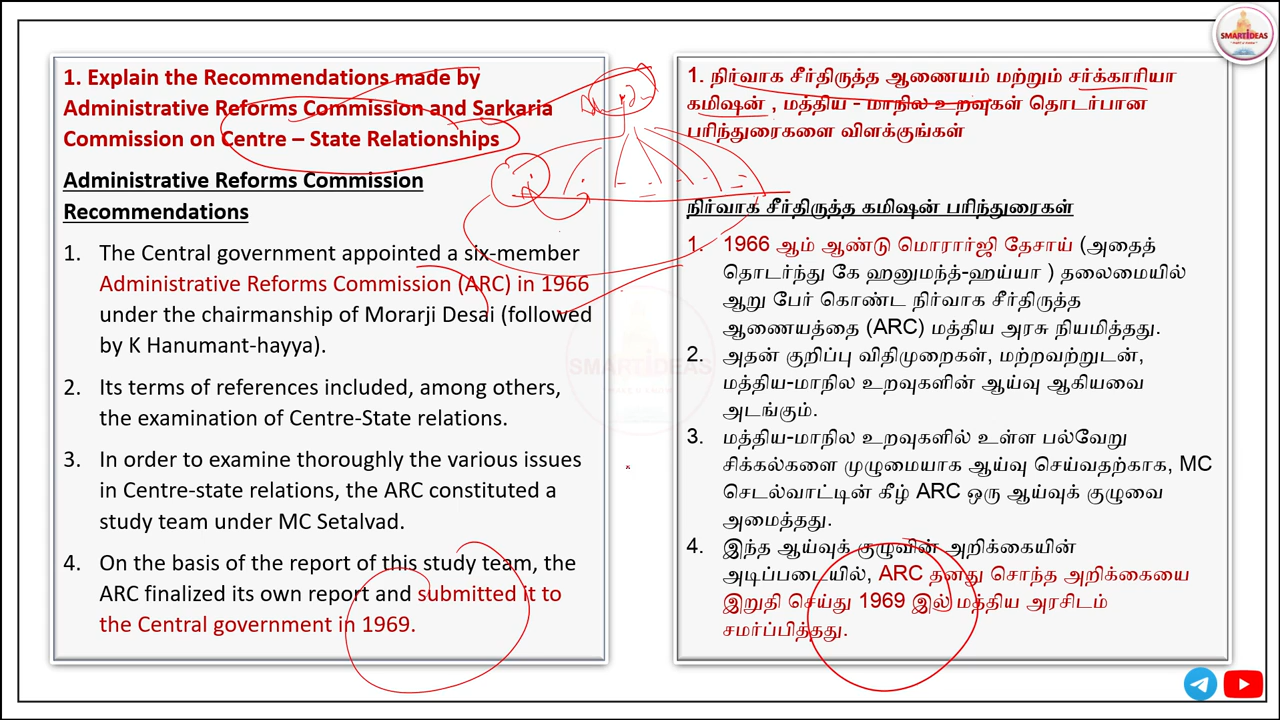 SMARTIDEAS
1. Explain the Recommendations made by
Administrative Reforms Commission and Sarkaria
Commission on Centre – State Relationships
Administrative Reforms Commission
Recommendations
1. The Central government appointed a six-member
Administrative Reforms Commission (ARC) in 1966
under the chairmanship of Morarji Desai (followed
by K Hanumant-hayya).
2. Its terms of references included, among others,
the examination of Centre-State relations.
3. In order to examine thoroughly the various issues
in Centre-state relations, the ARC constituted a
study team under MC Setalvad.
4. On the basis of the report of this study team, the
ARC finalized its own report and submitted it to
the Central government in 1969.
1. நிர்வாக சீர்திருத்த ஆணையம் மற்றும் சர்க்காரியா
கமிஷன் , மத்திய - மாநில உறவுகள் தொடர்பான
பரிந்துரைகளை விளக்குங்கள்
நிர்வாக சீர்திருத்த கமிஷன் பரிந்துரைகள்
1. 1966 ஆம் ஆண்டு மொரார்ஜி தேசாய் (அதைத்
தொடர்ந்து கே ஹனுமந்த்-ஹய்யா ) தலைமையில்
ஆறு பேர் கொண்ட நிர்வாக சீர்திருத்த
ஆணையத்தை (ARC) மத்திய அரசு நியமித்தது.
2. அதன் குறிப்பு விதிமுறைகள், மற்றவற்றுடன்,
மத்திய-மாநில உறவுகளின் ஆய்வு ஆகியவை
அடங்கும்.
3. மத்திய-மாநில உறவுகளில் உள்ள பல்வேறு
சிக்கல்களை முழுமையாக ஆய்வு செய்வதற்காக, MC
செடல்வாட்டின் கீழ் ARC ஒரு ஆய்வுக் குழுவை
அமைத்தது.
4. இந்த ஆய்வுக் குழுவின் அறிக்கையின்
அடிப்படையில், ARC தனது சொந்த அறிக்கையை
இறுதி செய்து 1969 இல் மத்திய அரசிடம்
சமர்ப்பித்தது.
SMARTIDEAS